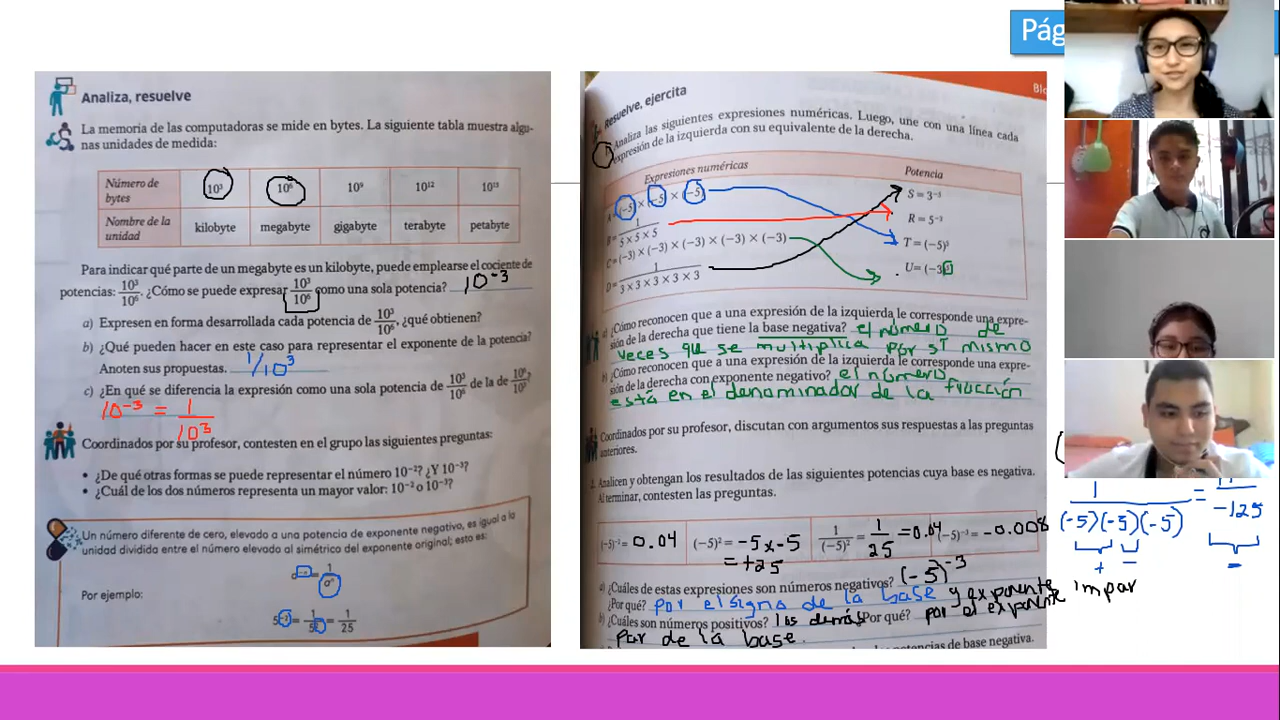 Pág
Analiza, resuelve
La memoria de las computadoras se mide en bytes. La siguiente tabla muestra algu-
nas unidades de medida:
Número de bytes 10³ 10⁶ 10⁹ 10¹² 10¹⁵
Nombre de la unidad kilobyte megabyte gigabyte terabyte petabyte
Para indicar qué parte de un megabyte es un kilobyte, puede emplearse el cociente de
potencias: 10³/10⁶. ¿Cómo se puede expresar 10³/10⁶ como una sola potencia? 10⁻³
a) Expresen en forma desarrollada cada potencia de 10³/10⁶, ¿qué obtienen?
b) ¿Qué pueden hacer en este caso para representar el exponente de la potencia?
Anoten sus propuestas. 1/10³
c) ¿En qué se diferencia la expresión como una sola potencia de 10³/10⁶ de la de 10⁶/10³?
10⁻³ = 1/10³
Coordinados por su profesor, contesten en el grupo las siguientes preguntas:
• ¿De qué otras formas se puede representar el número 10⁻²? ¿Y 10⁻³?
• ¿Cuál de los dos números representa un mayor valor: 10⁻² o 10⁻³?
Un número diferente de cero, elevado a una potencia de exponente negativo, es igual a la
unidad dividida entre el número elevado al simétrico del exponente original; esto es:
a⁻ⁿ = 1/aⁿ
Por ejemplo:
5⁻² = 1/5² = 1/25
Resuelve, ejercita
Blo
Analiza las siguientes expresiones numéricas. Luego, une con una línea cada
expresión de la izquierda con su equivalente de la derecha.
Expresiones numéricas Potencia
A = (-5) × (-5) × (-5) S = 3⁻⁵
B = 1/5 × 5 × 5 R = 5⁻³
C = (-3) × (-3) × (-3) × (-3) × (-3) T = (-5)³
D = 1/3 × 3 × 3 × 3 × 3 U = (-3)⁵
a) ¿Cómo reconocen que a una expresión de la izquierda le corresponde una expre-
sión de la derecha que tiene la base negativa? el número de
veces que se multiplica por sí mismo
b) ¿Cómo reconocen que a una expresión de la izquierda le corresponde una expre-
sión de la derecha con exponente negativo? el número
está en el denominador de la fracción
Coordinados por su profesor, discutan con argumentos sus respuestas a las preguntas
anteriores.
Analicen y obtengan los resultados de las siguientes potencias cuya base es negativa.
Al terminar, contesten las preguntas.
(-5)⁻² = 0.04 (-5)² = -5 x -5 = +25 1/(-5)² = 1/25 = 0.04 (-5)⁻³ = -0.008
a) ¿Cuáles de estas expresiones son números negativos? (-5)⁻³
¿Por qué? por el signo de la base y exponente impar
b) ¿Cuáles son números positivos? las demás ¿Por qué? por el exponente
par de la base.
potencias de base negativa.
1/(-5)(-5)(-5) = -125
+ - -